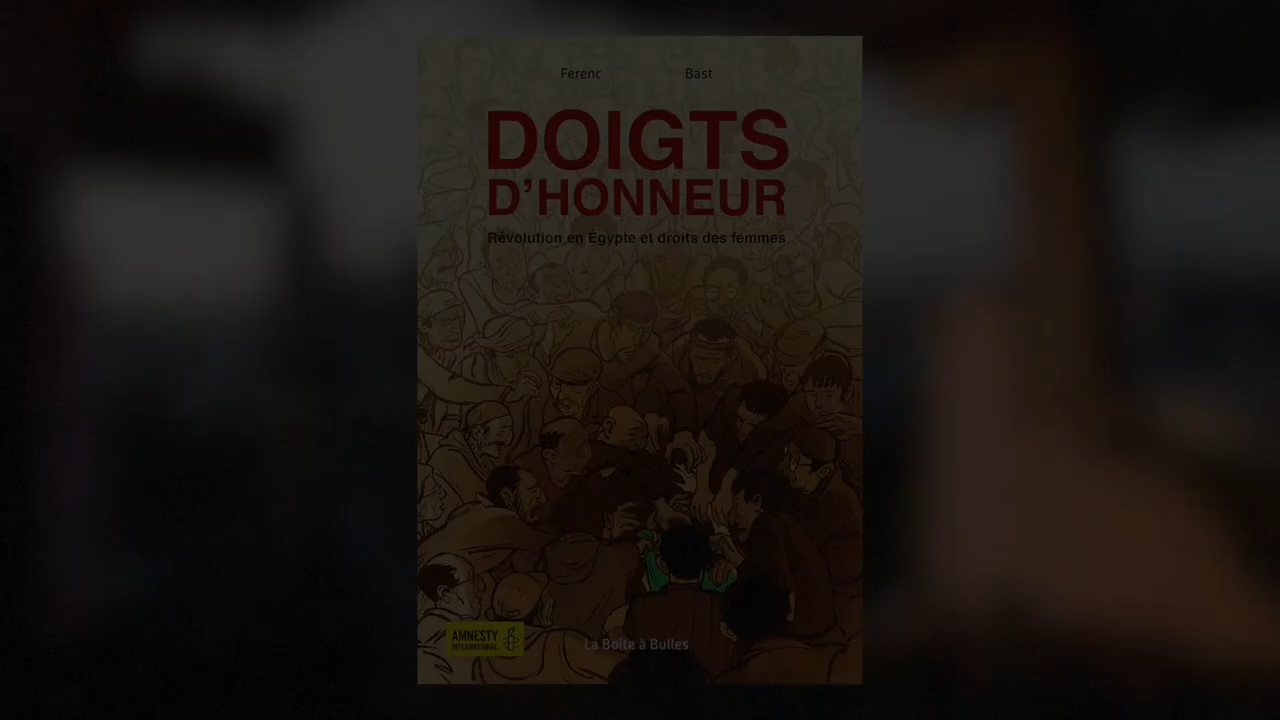 Ferenc Bast
DOIGTS
D'HONNEUR
Révolution en Égypte et droits des femmes
AMNESTY
INTERNATIONAL
La Boîte à Bulles